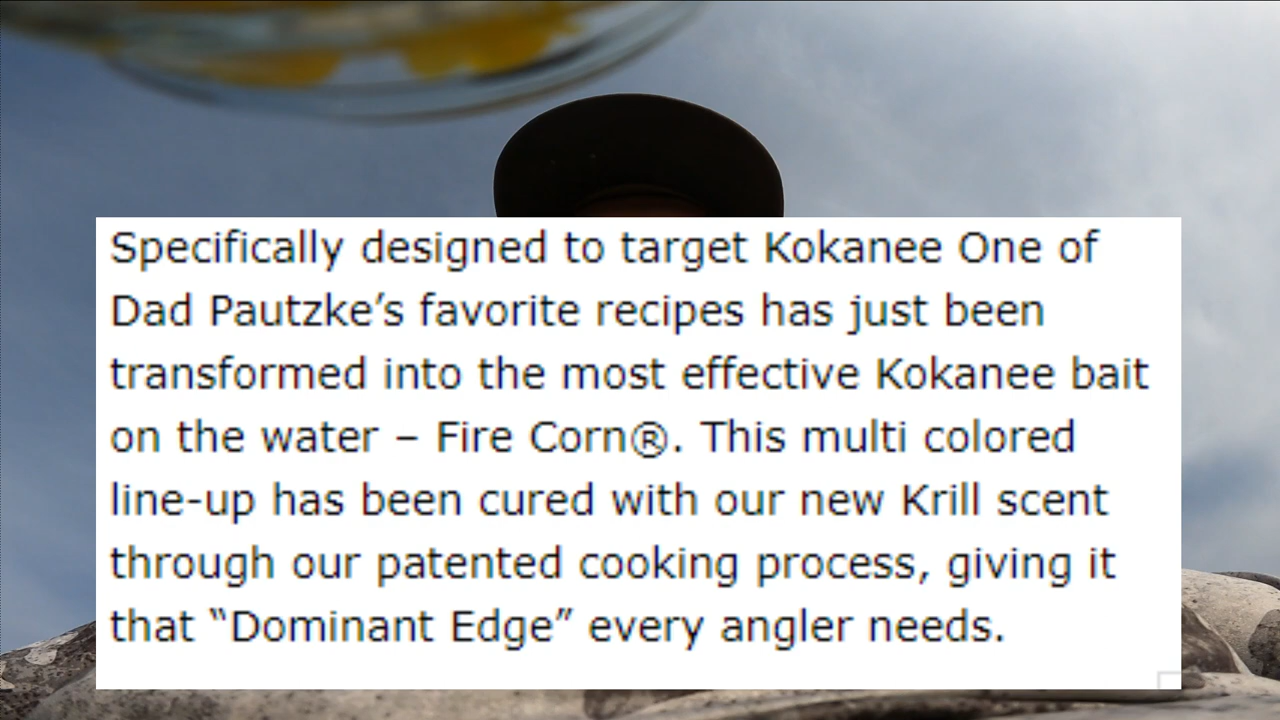 Specifically designed to target Kokanee One of
Dad Pautzke’s favorite recipes has just been
transformed into the most effective Kokanee bait
on the water – Fire Corn®. This multi colored
line-up has been cured with our new Krill scent
through our patented cooking process, giving it
that “Dominant Edge” every angler needs.